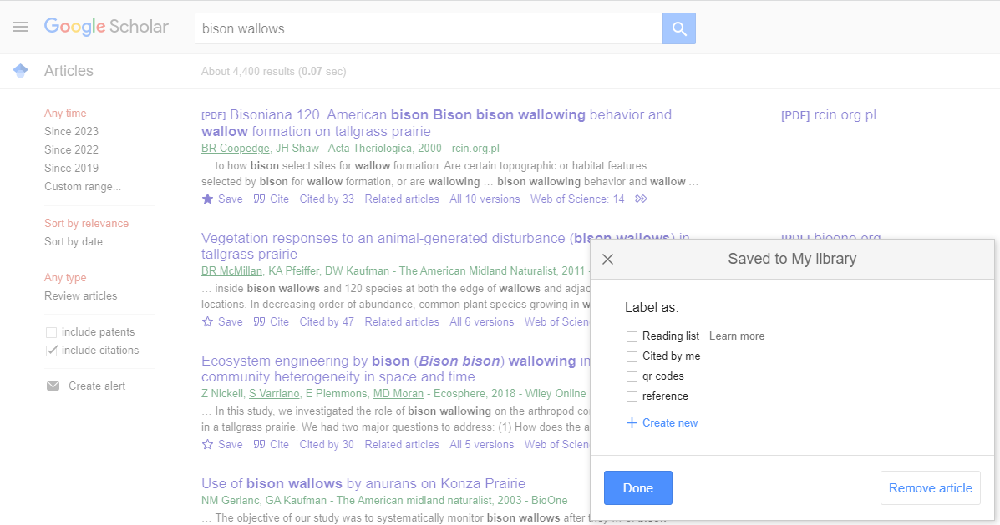 Google Scholar
bison wallows
Articles
About 4,400 results (0.07 sec)
Any time
Since 2023
Since 2022
Since 2019
Custom range...
Sort by relevance
Sort by date
Any type
Review articles
include patents
include citations
Create alert
[PDF] Bisoniana 120. American bison Bison bison wallowing behavior and
wallow formation on tallgrass prairie
BR Coopedge, JH Shaw - Acta Theriologica, 2000 - rcin.org.pl
… to how bison select sites for wallow formation. Are certain topographic or habitat features
selected by bison for wallow formation, or are wallowing … bison wallowing behavior and wallow …
Save Cite Cited by 33 Related articles All 10 versions Web of Science: 14
[PDF] rcin.org.pl
Vegetation responses to an animal-generated disturbance (bison wallows) in
tallgrass prairie
BR McMillan, KA Pfeiffer, DW Kaufman - The American Midland Naturalist, 2011 -
… inside bison wallows and 120 species at both the edge of wallows and adjac
locations. In decreasing order of abundance, common plant species growing in w
Save Cite Cited by 47 Related articles All 6 versions Web of Scien
[PDF] bioone.org
Ecosystem engineering by bison (Bison bison) wallowing in
community heterogeneity in space and time
Z Nickell, S Varriano, E Plemmons, MD Moran - Ecosphere, 2018 - Wiley Online
… In this study, we investigated the role of bison wallowing on the arthropod co
in a tallgrass prairie. We had two major questions to address: (1) How does the a
Save Cite Cited by 30 Related articles All 5 versions Web of Scien
Use of bison wallows by anurans on Konza Prairie
NM Gerlanc, GA Kaufman - The American midland naturalist, 2003 - BioOne
… The objective of our study was to systematically monitor bison wallows after they … of bison
Saved to My library
Label as:
Reading list Learn more
Cited by me
qr codes
reference
Create new
Done
Remove article